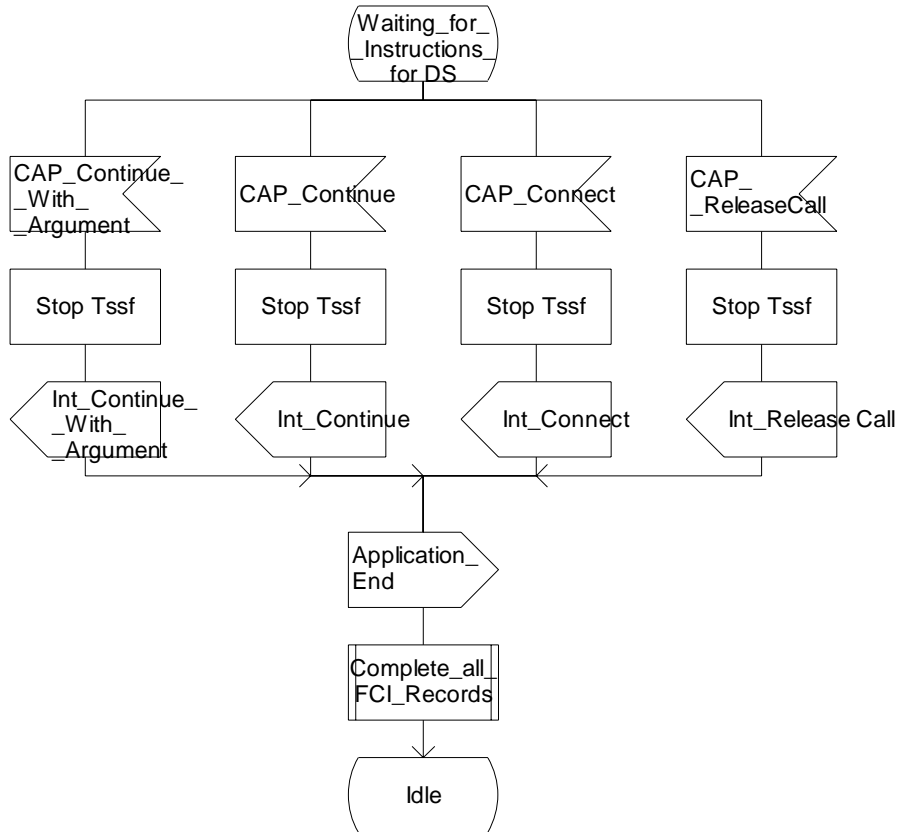 Waiting_for_
_Instructions_
for DS
CAP_Continue_
_With_
_Argument
CAP_Continue
CAP_Connect
CAP_
_ReleaseCall
Stop Tssf
Stop Tssf
Stop Tssf
Stop Tssf
Int_Continue_
_With_
_Argument
Int_Continue
Int_Connect
Int_Release Call
Application_
End
Complete_all_
FCI_Records
Idle